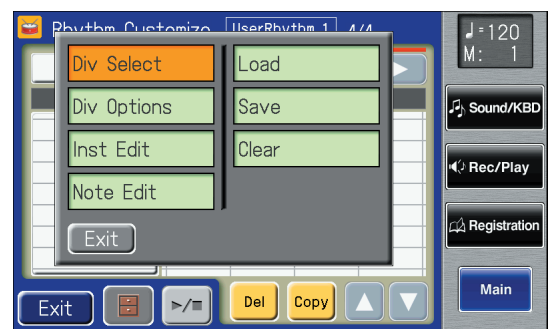 Rhythm Customize UserRhythm 1 4/4
♩=120
M: 1
Div Select
Load
Div Options
Save
Inst Edit
Clear
Note Edit
Exit
Sound/KBD
Rec/Play
Registration
Main
Exit
►/■
Del
Copy